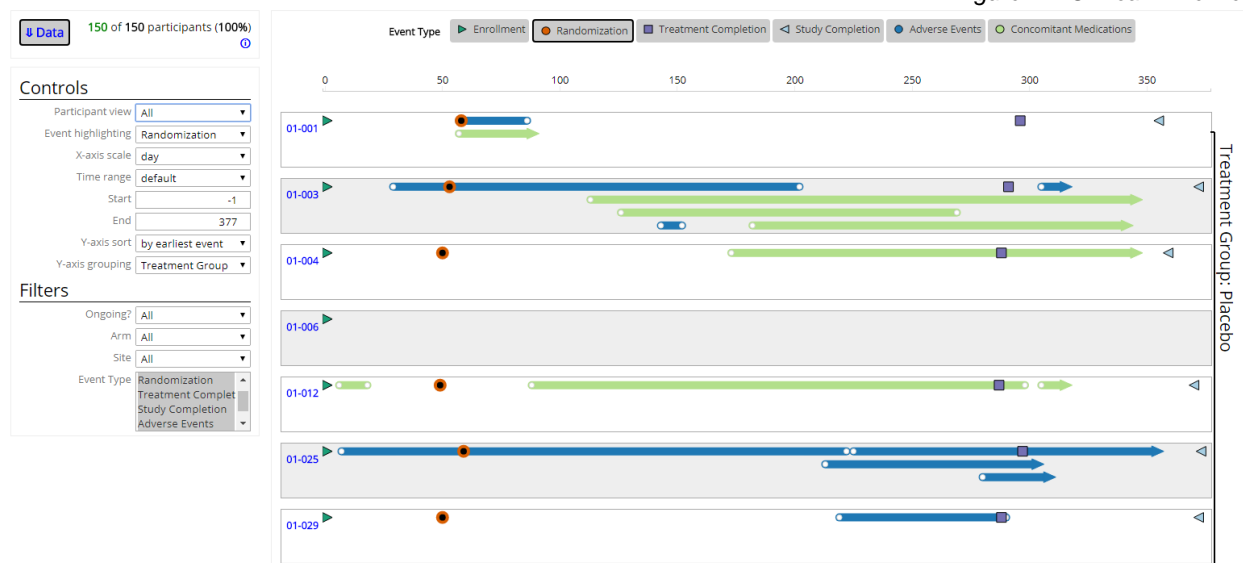 ⇓ Data
150 of 150 participants (100%)
Event Type
Enrollment
Randomization
Treatment Completion
Study Completion
Adverse Events
Concomitant Medications
Controls
Participant view All
Event highlighting Randomization
X-axis scale day
Time range default
Start -1
End 377
Y-axis sort by earliest event
Y-axis grouping Treatment Group
Filters
Ongoing? All
Arm All
Site All
Event Type Randomization
Treatment Complet
Study Completion
Adverse Events
0 50 100 150 200 250 300 350
01-001
01-003
01-004
01-006
01-012
01-025
01-029
Treatment Group: Placebo